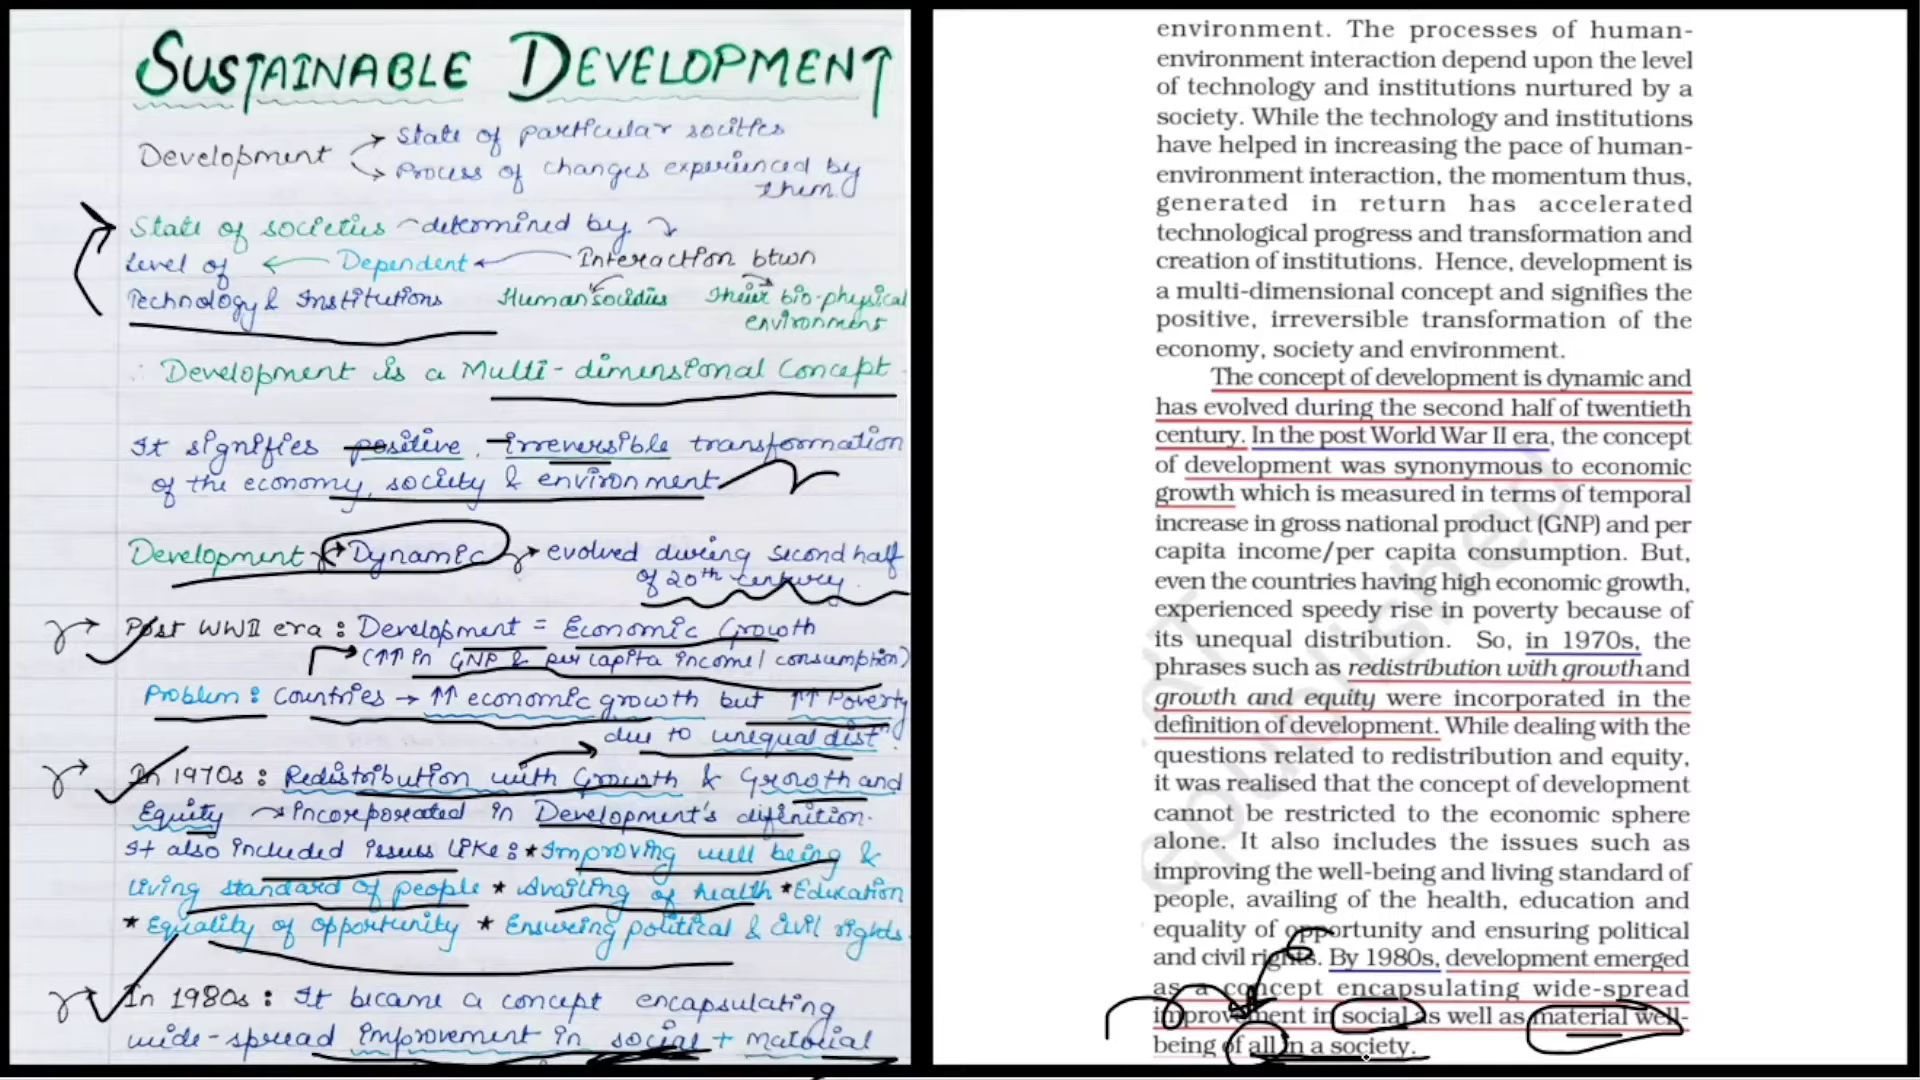 SUSTAINABLE DEVELOPMENT
Development → State of particular socities
→ Process of changes experienced by
them.
State of societies - determined by
Level of ← Dependent ← Interaction btwn
Technology & Institutions Human socidies Their bio-physical
environment
∴ Development is a Multi-dimensional Concept.
It signifies positive, irreversible transformation
of the economy, society & environment
Development → Dynamic → evolved during second half
of 20th century.
→ Post WWII era : Development = Economic Growth
→ (↑↑ in GNP & per capita income/consumption)
Problem : Countries → ↑↑ economic growth but ↑↑ Poverty
due to unequal distn.
→ In 1970s : Redistribution with Growth & Growth and
Equity → Incorporated in Development's difinition.
It also included issues like : * Improving well being &
living standard of people * Availing of health * Education
* Equality of opportunity * Ensuring political & civil rights.
→ In 1980s : It became a concept encapsulating
wide-spread improvement in social + material
environment. The processes of human-
environment interaction depend upon the level
of technology and institutions nurtured by a
society. While the technology and institutions
have helped in increasing the pace of human-
environment interaction, the momentum thus,
generated in return has accelerated
technological progress and transformation and
creation of institutions. Hence, development is
a multi-dimensional concept and signifies the
positive, irreversible transformation of the
economy, society and environment.
The concept of development is dynamic and
has evolved during the second half of twentieth
century. In the post World War II era, the concept
of development was synonymous to economic
growth which is measured in terms of temporal
increase in gross national product (GNP) and per
capita income/per capita consumption. But,
even the countries having high economic growth,
experienced speedy rise in poverty because of
its unequal distribution. So, in 1970s, the
phrases such as redistribution with growth and
growth and equity were incorporated in the
definition of development. While dealing with the
questions related to redistribution and equity,
it was realised that the concept of development
cannot be restricted to the economic sphere
alone. It also includes the issues such as
improving the well-being and living standard of
people, availing of the health, education and
equality of opportunity and ensuring political
and civil rights. By 1980s, development emerged
as a concept encapsulating wide-spread
improvement in social as well as material well-
being of all in a society.